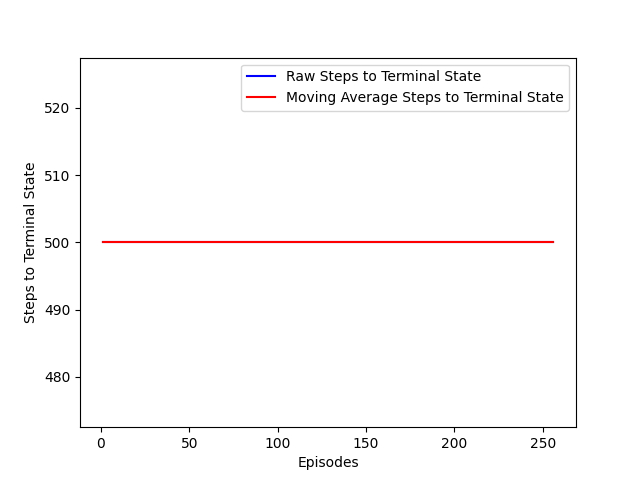 Raw Steps to Terminal State
Moving Average Steps to Terminal State
Steps to Terminal State
520
510
500
490
480
0 50 100 150 200 250
Episodes